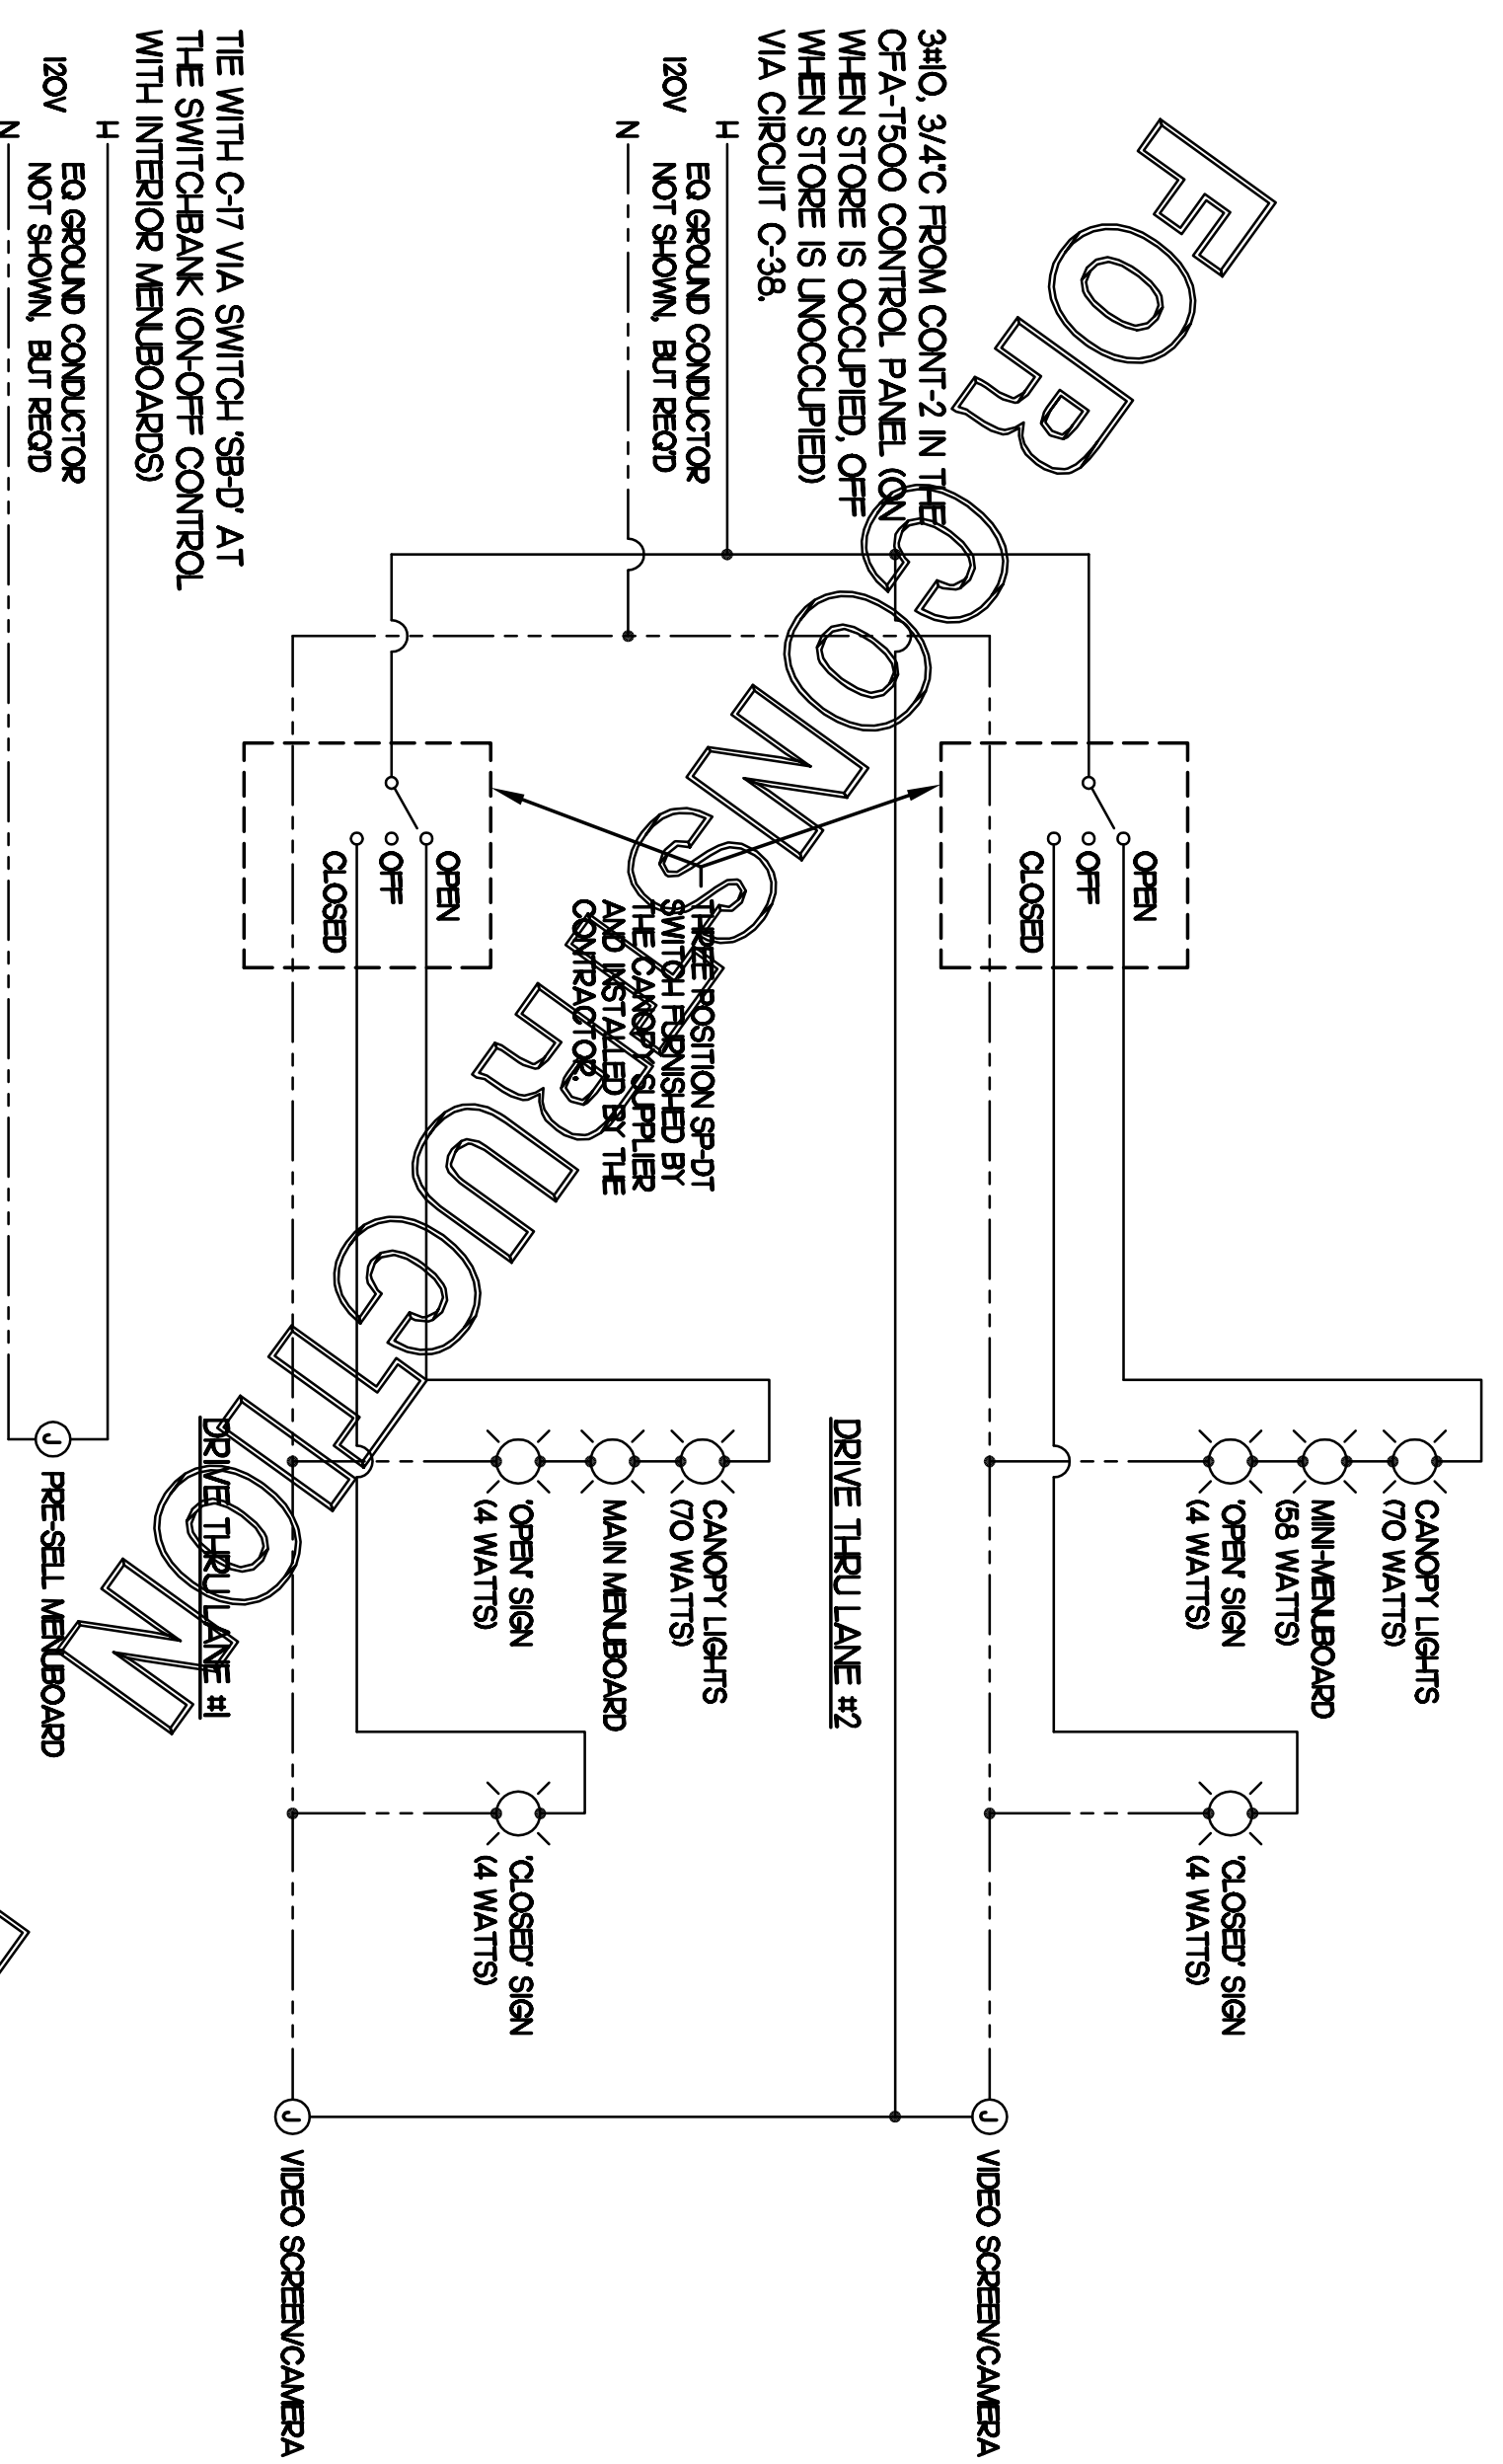 CANOPY LIGHTS
(70 WATTS)
MINI-MENUBOARD
(58 WATTS)
'OPEN' SIGN
(4 WATTS)
'CLOSED' SIGN
(4 WATTS)
OPEN
OFF
CLOSED
J
VIDEO SCREEN/CAMERA
3#10, 3/4"C FROM CONT-2 IN THE
CFA-T500 CONTROL PANEL (ON
WHEN STORE IS OCCUPIED, OFF
WHEN STORE IS UNOCCUPIED)
VIA CIRCUIT C-38.
DRIVE THRU LANE #2
H
120V
EQ GROUND CONDUCTOR
NOT SHOWN, BUT REQ'D
N
THREE POSITION SP-DT
SWITCH FURNISHED BY
THE CANOPY SUPPLIER
AND INSTALLED BY THE
CONTRACTOR.
CANOPY LIGHTS
(70 WATTS)
MAIN MENUBOARD
'OPEN' SIGN
(4 WATTS)
'CLOSED' SIGN
(4 WATTS)
OPEN
OFF
CLOSED
J
VIDEO SCREEN/CAMERA
TIE WITH C-17 VIA SWITCH 'SB-D' AT
THE SWITCHBANK (ON-OFF CONTROL
WITH INTERIOR MENUBOARDS)
DRIVE THRU LANE #1
H
120V
EQ GROUND CONDUCTOR
NOT SHOWN, BUT REQ'D
N
J
PRE-SELL MENUBOARD
FOR CONSTRUCTION